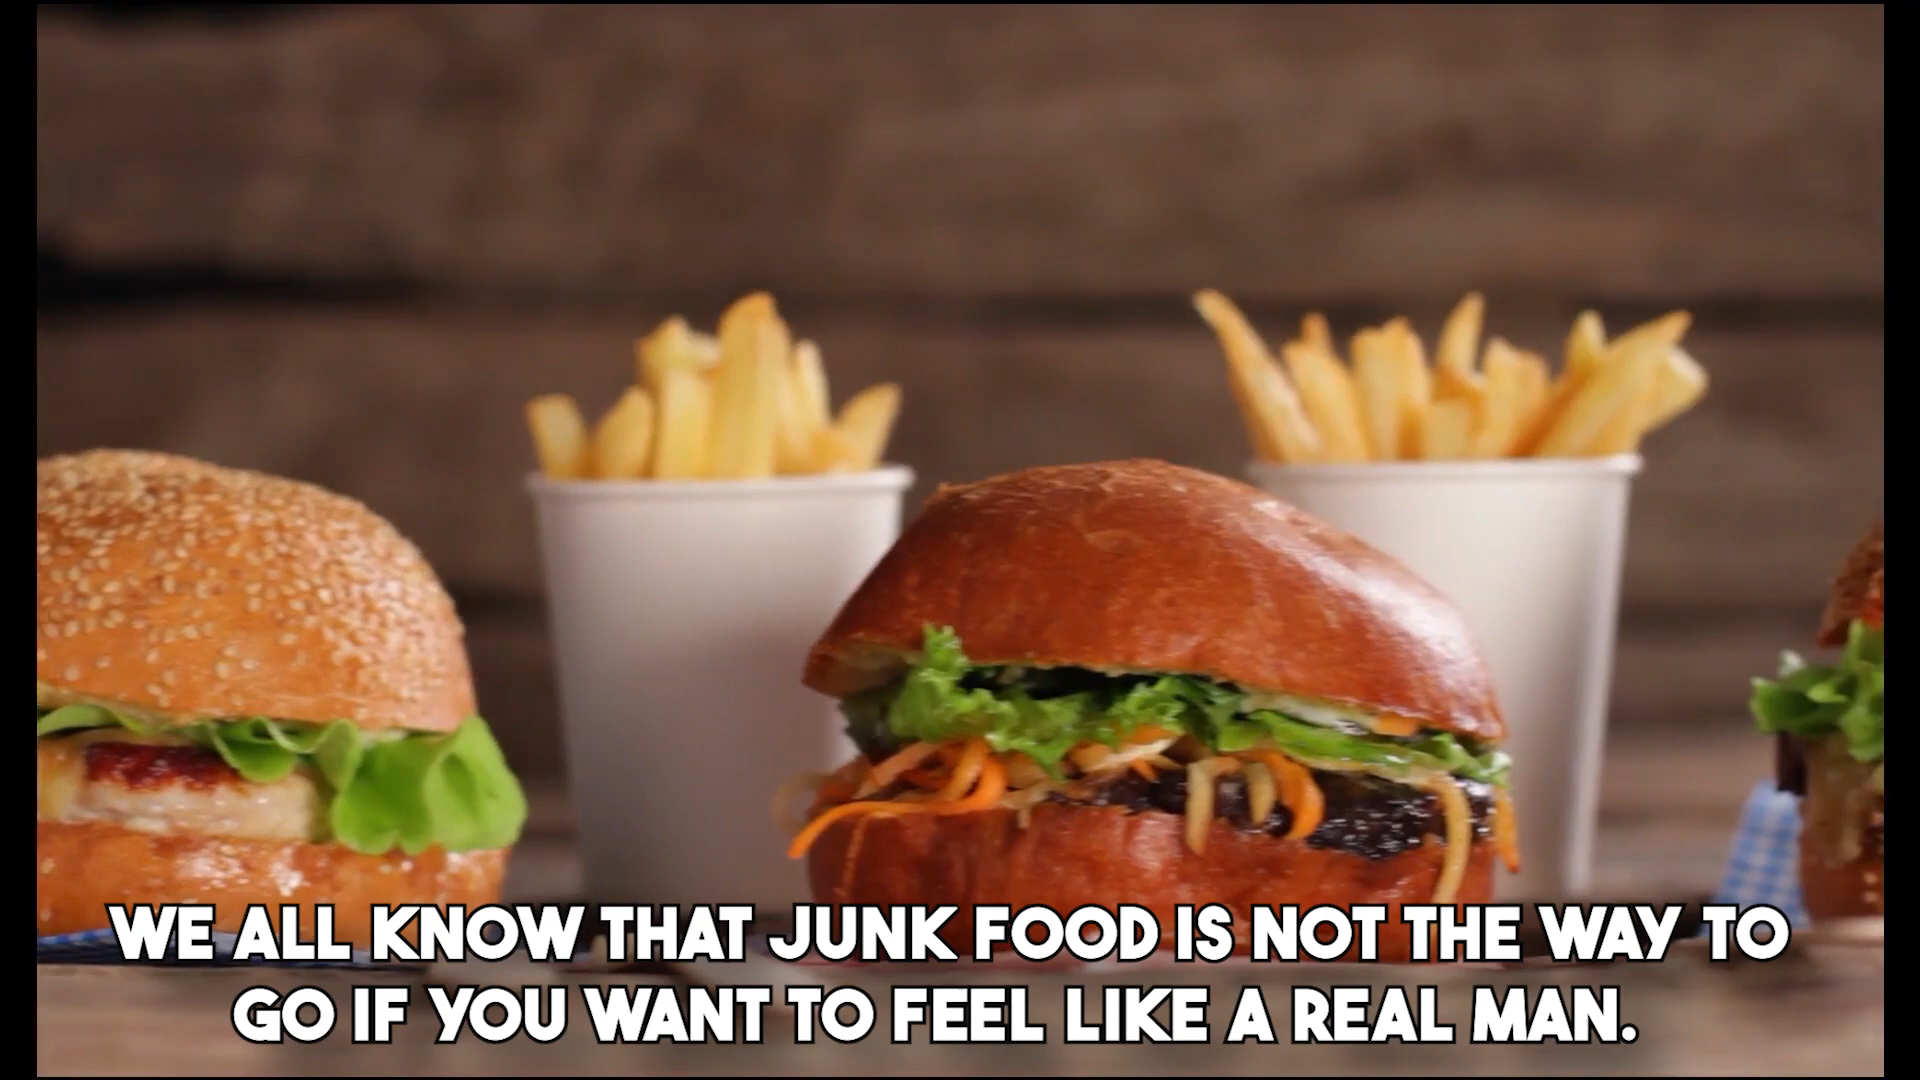 WE ALL KNOW THAT JUNK FOOD IS NOT THE WAY TO
GO IF YOU WANT TO FEEL LIKE A REAL MAN.